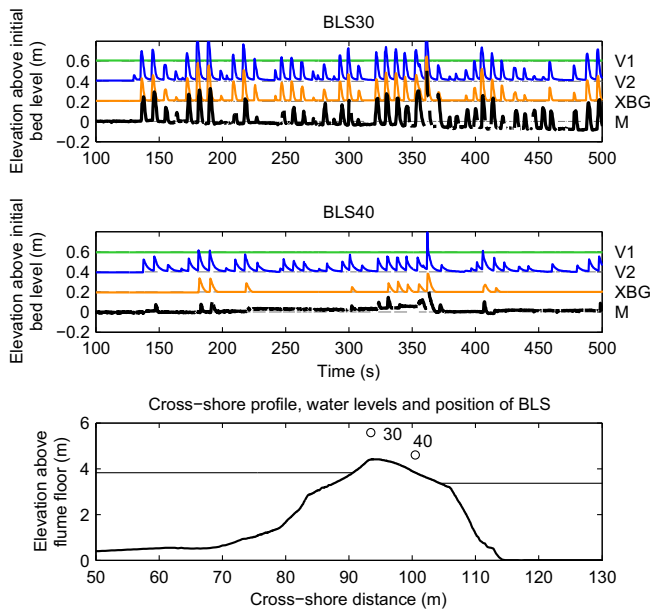 BLS30
Elevation above initial
bed level (m)
0.6
0.4
0.2
0
−0.2
V1
V2
XBG
M
100 150 200 250 300 350 400 450 500
BLS40
Elevation above initial
bed level (m)
0.6
0.4
0.2
0
−0.2
V1
V2
XBG
M
100 150 200 250 300 350 400 450 500
Time (s)
Cross−shore profile, water levels and position of BLS
Elevation above
flume floor (m)
6
4
2
0
30
40
50 60 70 80 90 100 110 120 130
Cross−shore distance (m)